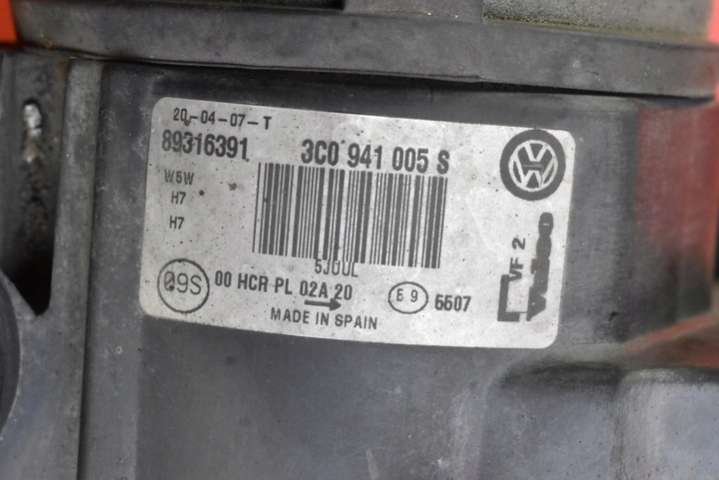 20-04-07-T
89316391 3C0 941 005 S
W5W
H7
H7
5J0UL
09S 00 HCR PL 02A 20 E9 6607
MADE IN SPAIN
VF 2
Valeo